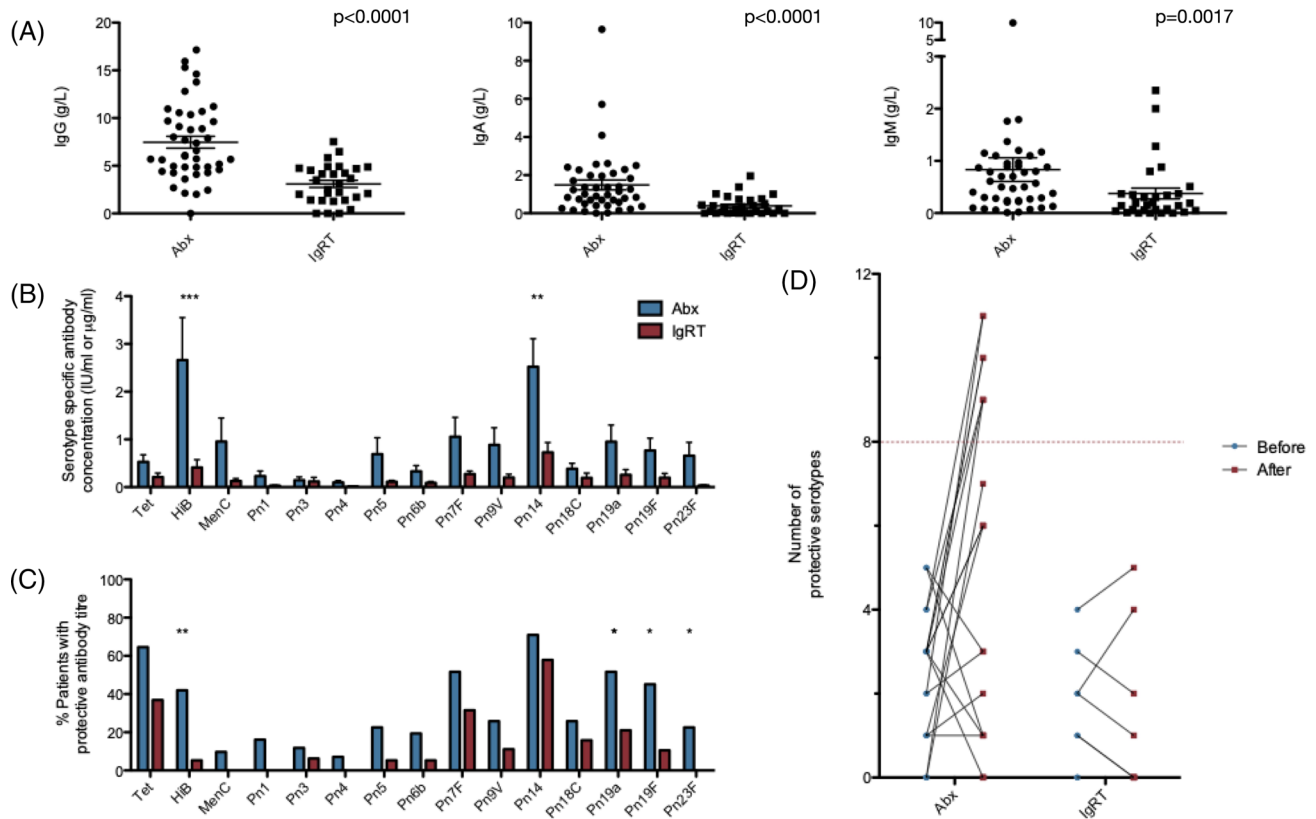 (A)
p<0.0001
20
15
10
5
0
IgG (g/L)
Abx
IgRT
p<0.0001
10
8
6
4
2
0
IgA (g/L)
Abx
IgRT
p=0.0017
10
5
3
2
1
0
IgM (g/L)
Abx
IgRT
(B)
Serotype specific antibody
concentration (IU/ml or µg/ml)
4
3
2
1
0
***
**
Abx
IgRT
Tet
HiB
MenC
Pn1
Pn3
Pn4
Pn5
Pn6b
Pn7F
Pn9V
Pn14
Pn18C
Pn19a
Pn19F
Pn23F
(C)
% Patients with
protective antibody titre
100
80
60
40
20
0
**
*
*
*
Tet
HiB
MenC
Pn1
Pn3
Pn4
Pn5
Pn6b
Pn7F
Pn9V
Pn14
Pn18C
Pn19a
Pn19F
Pn23F
(D)
Number of
protective serotypes
12
8
4
0
Before
After
Abx
IgRT